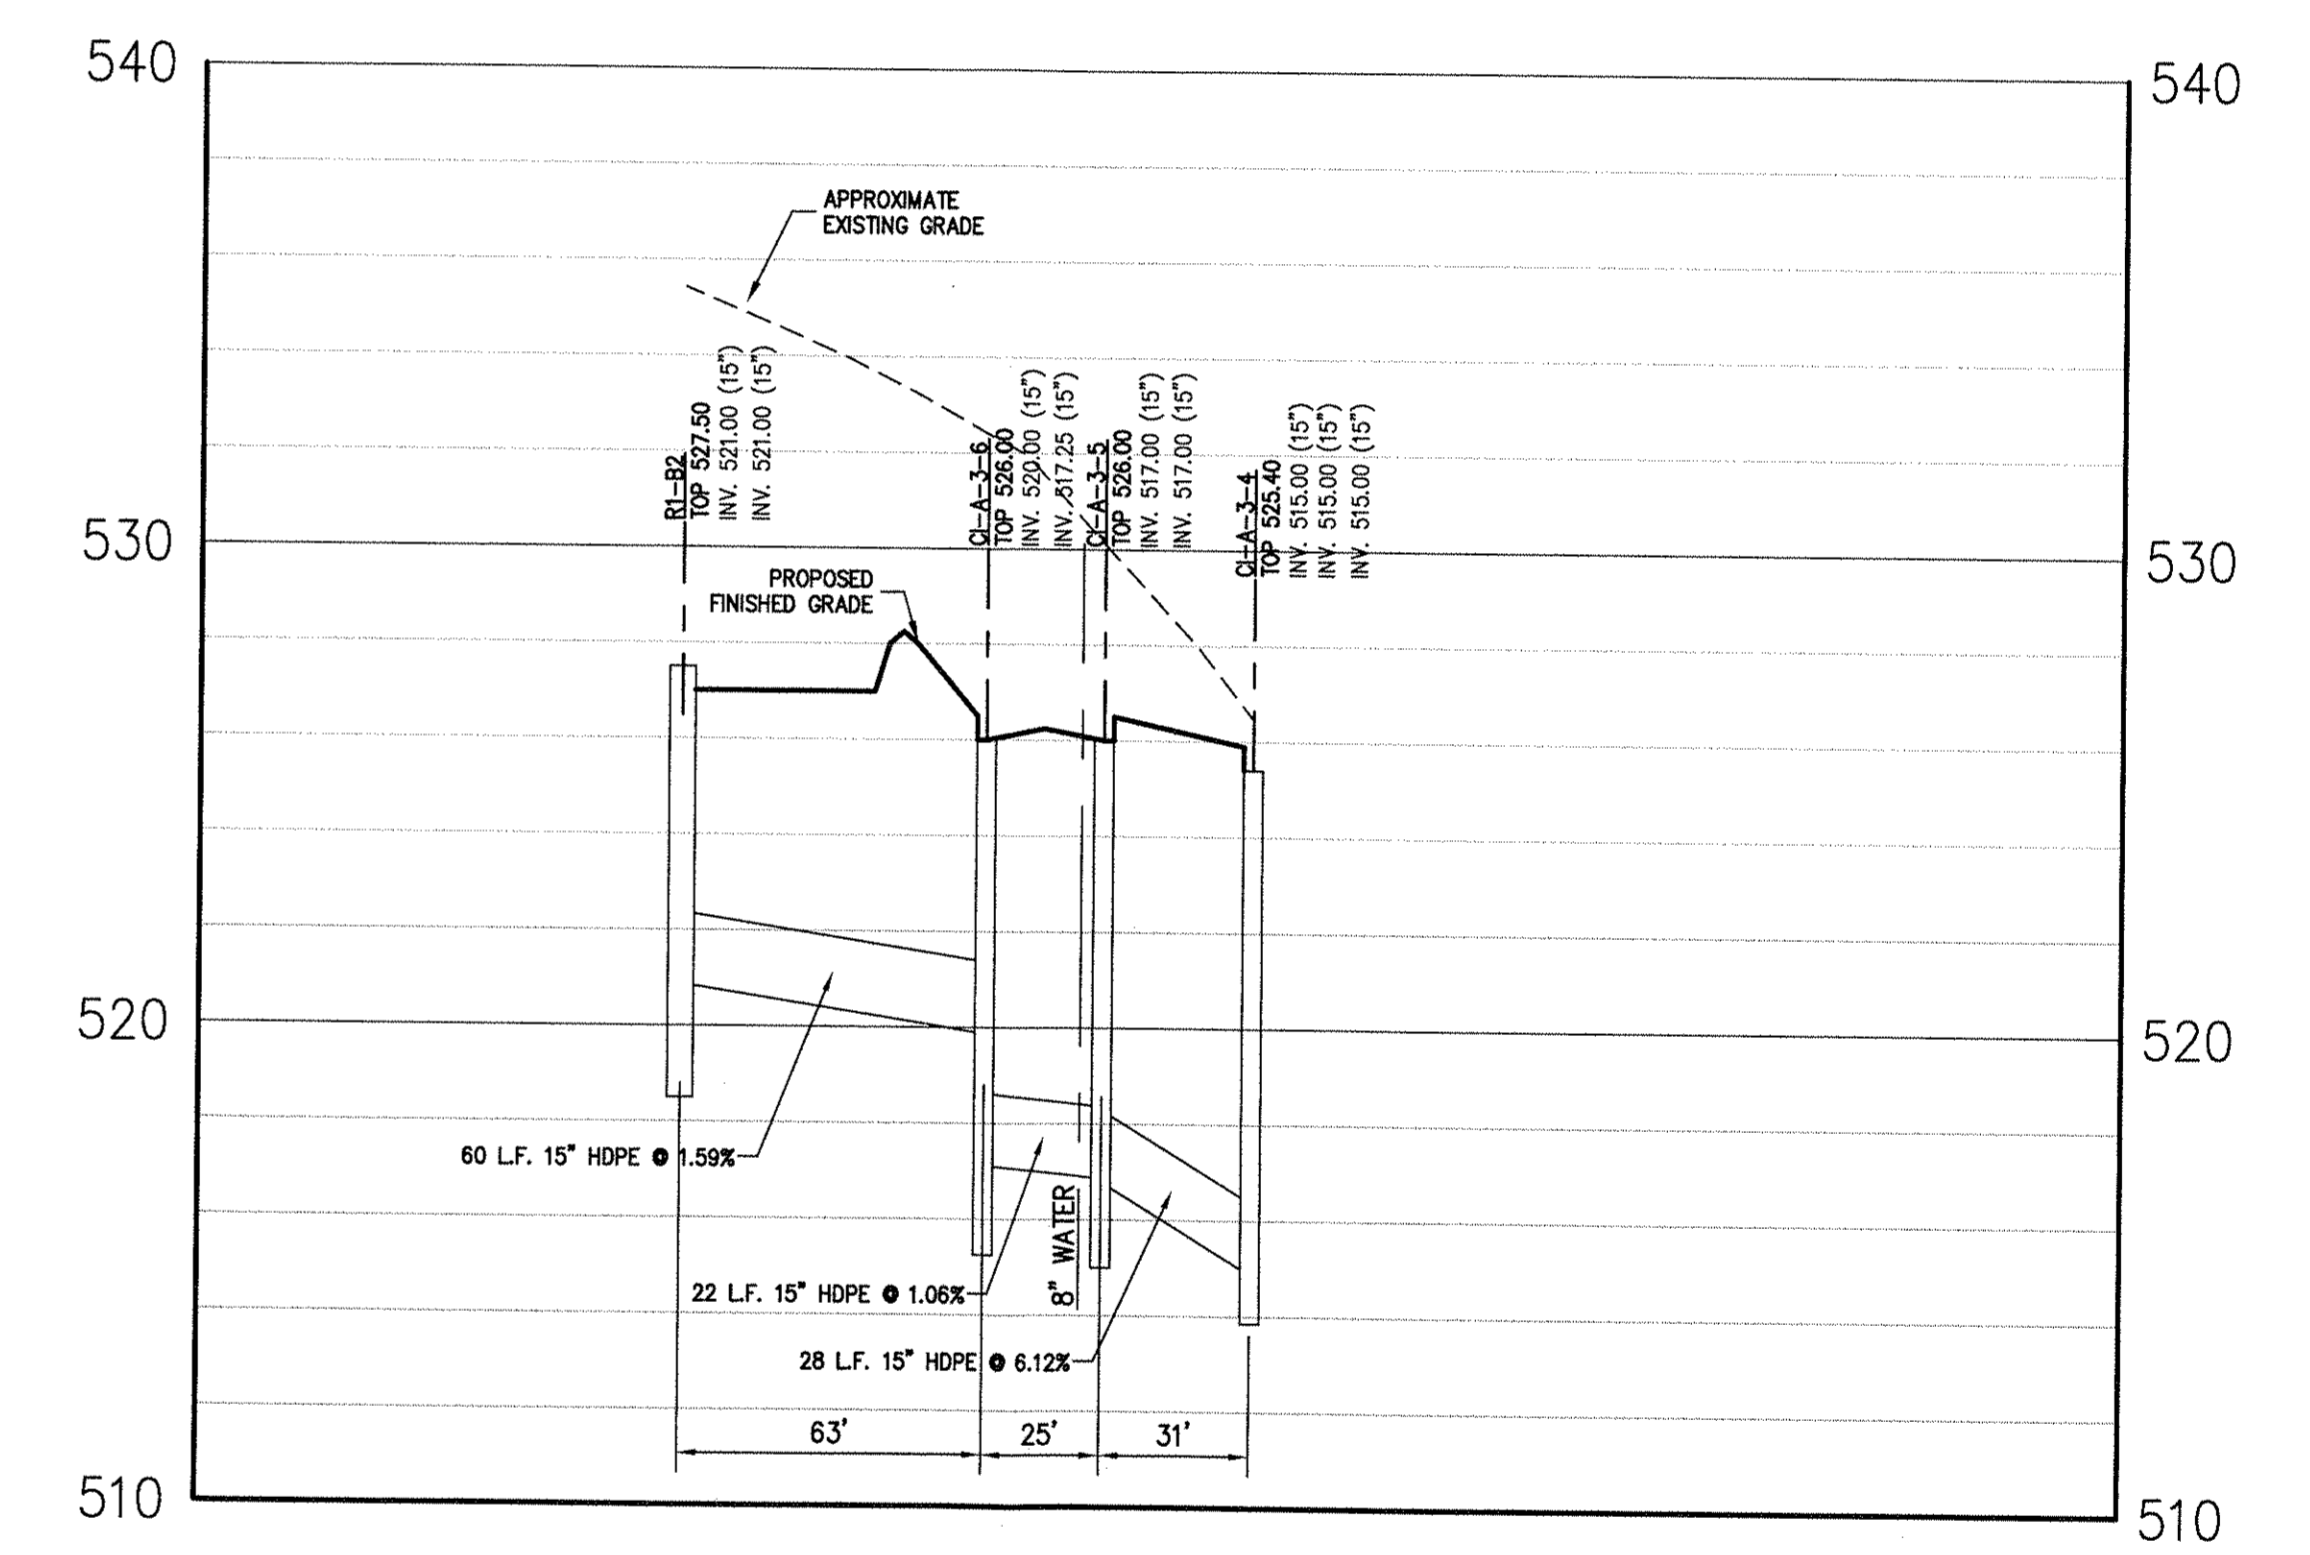 540
540
APPROXIMATE
EXISTING GRADE
R1-B2
TOP 527.50
INV. 521.00 (15")
INV. 521.00 (15")
CI-A-3-6
TOP 526.00
INV. 520.00 (15")
INV. 517.25 (15")
CI-A-3-5
TOP 526.00
INV. 517.00 (15")
INV. 517.00 (15")
CI-A-3-4
TOP 525.40
INV. 515.00 (15")
INV. 515.00 (15")
INV. 515.00 (15")
530
530
PROPOSED
FINISHED GRADE
520
520
60 L.F. 15" HDPE @ 1.59%
8" WATER
22 L.F. 15" HDPE @ 1.06%
28 L.F. 15" HDPE @ 6.12%
63'
25'
31'
510
510